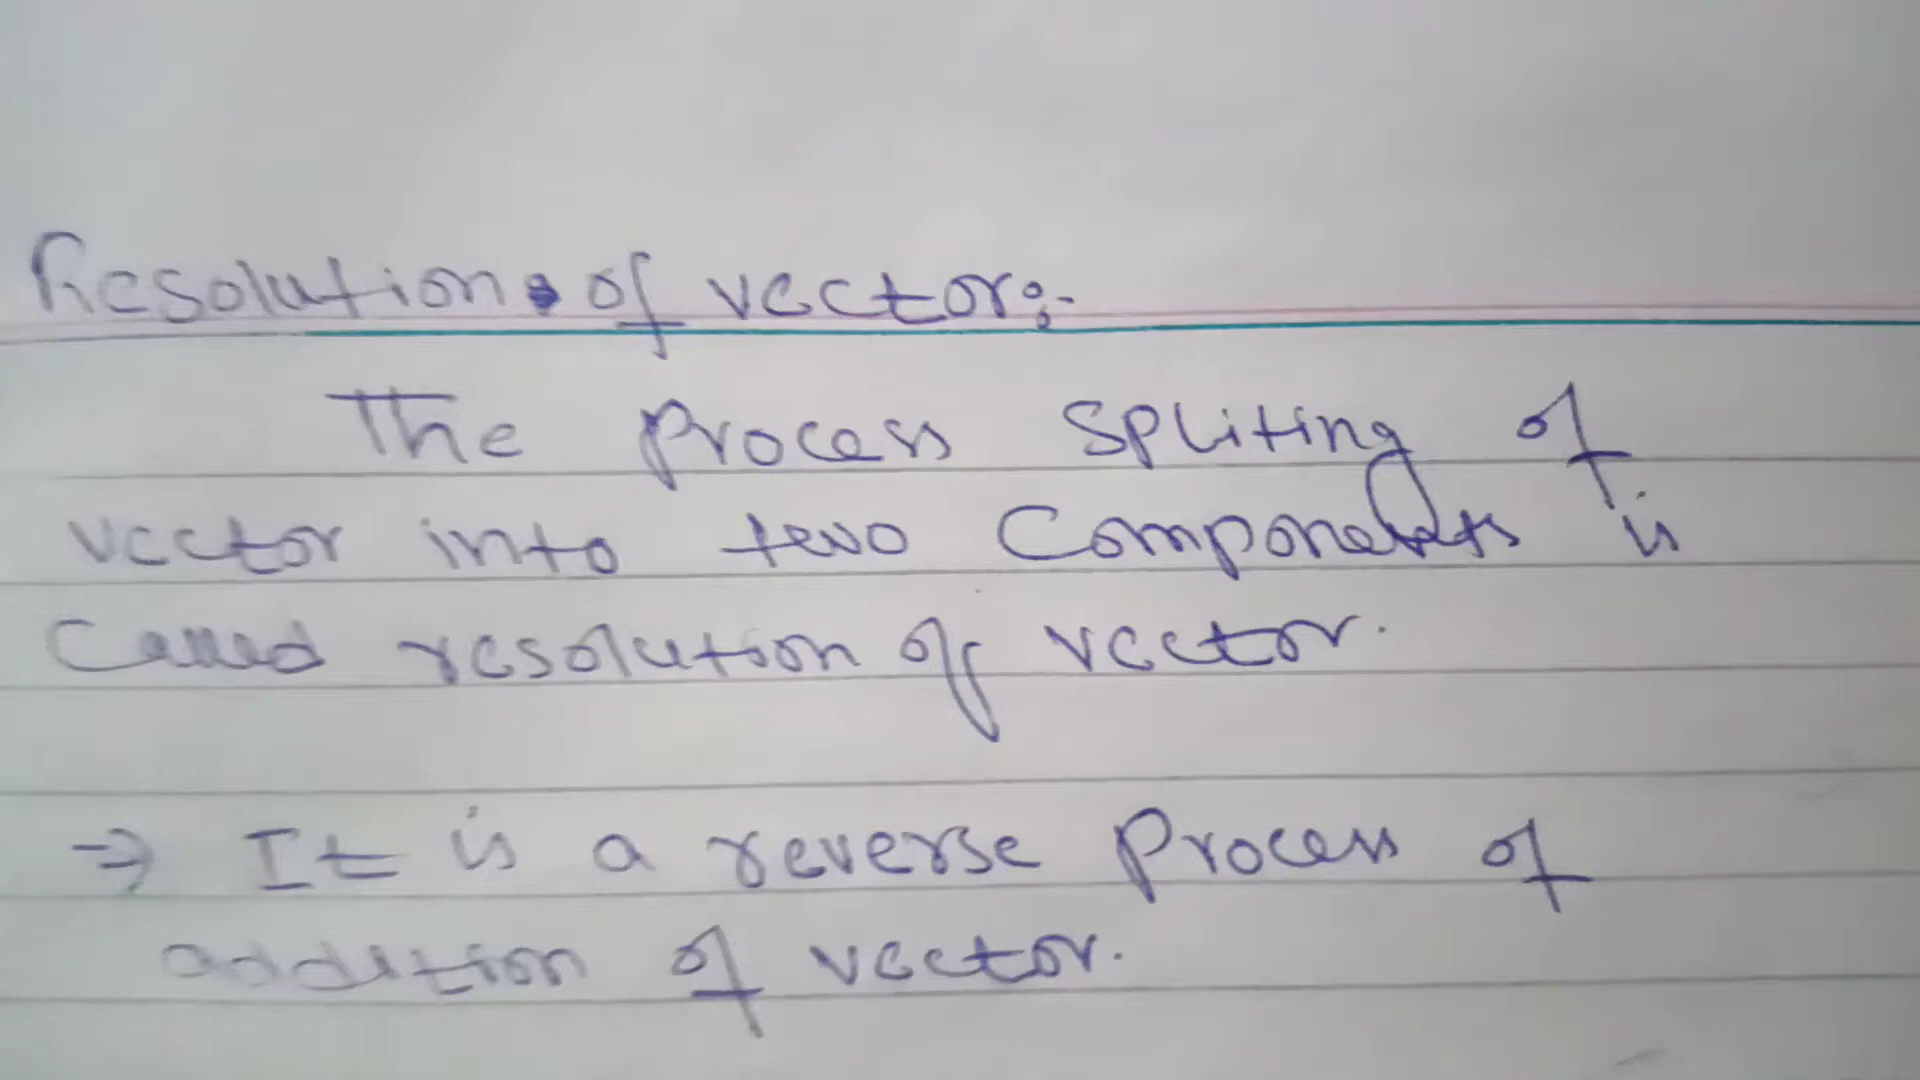 Resolution of vector:-
The process spliting of
vector into two components is
called resolution of vector.
→ It is a reverse process of
addition of vector.